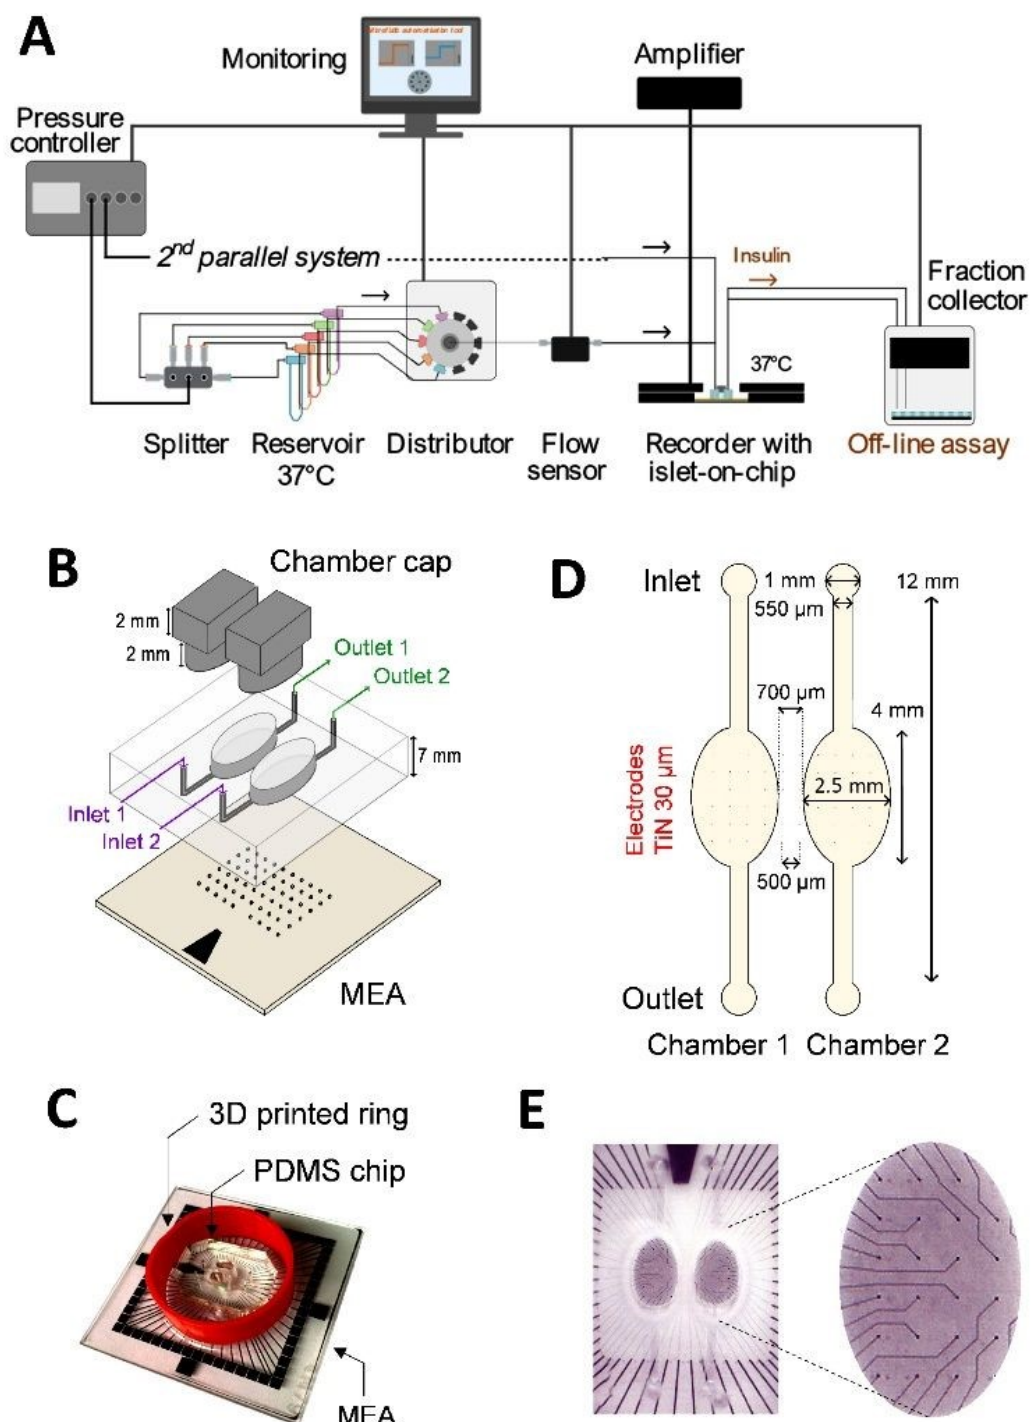 A
Microfluidic automatisation tool
Monitoring
Amplifier
Pressure
controller
2nd parallel system
Insulin
Fraction
collector
37°C
Splitter
Reservoir
37°C
Distributor
Flow
sensor
Recorder with
islet-on-chip
Off-line assay
B
Chamber cap
2 mm
2 mm
Outlet 1
Outlet 2
7 mm
Inlet 1
Inlet 2
MEA
D
Inlet
1 mm
12 mm
550 µm
700 µm
4 mm
Electrodes
TiN 30 µm
2.5 mm
500 µm
Outlet
Chamber 1
Chamber 2
C
3D printed ring
PDMS chip
MEA
E